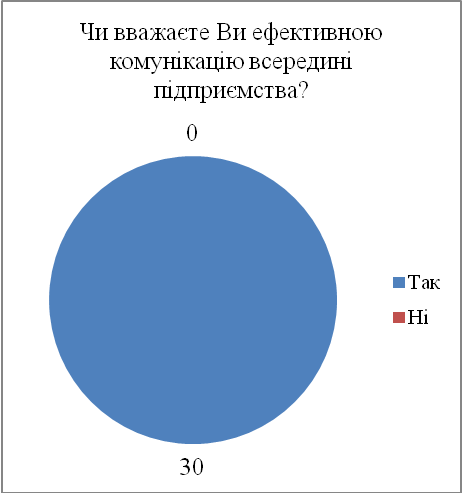 Чи вважаєте Ви ефективною
комунікацію всередині
підприємства?
0
Так
Ні
30